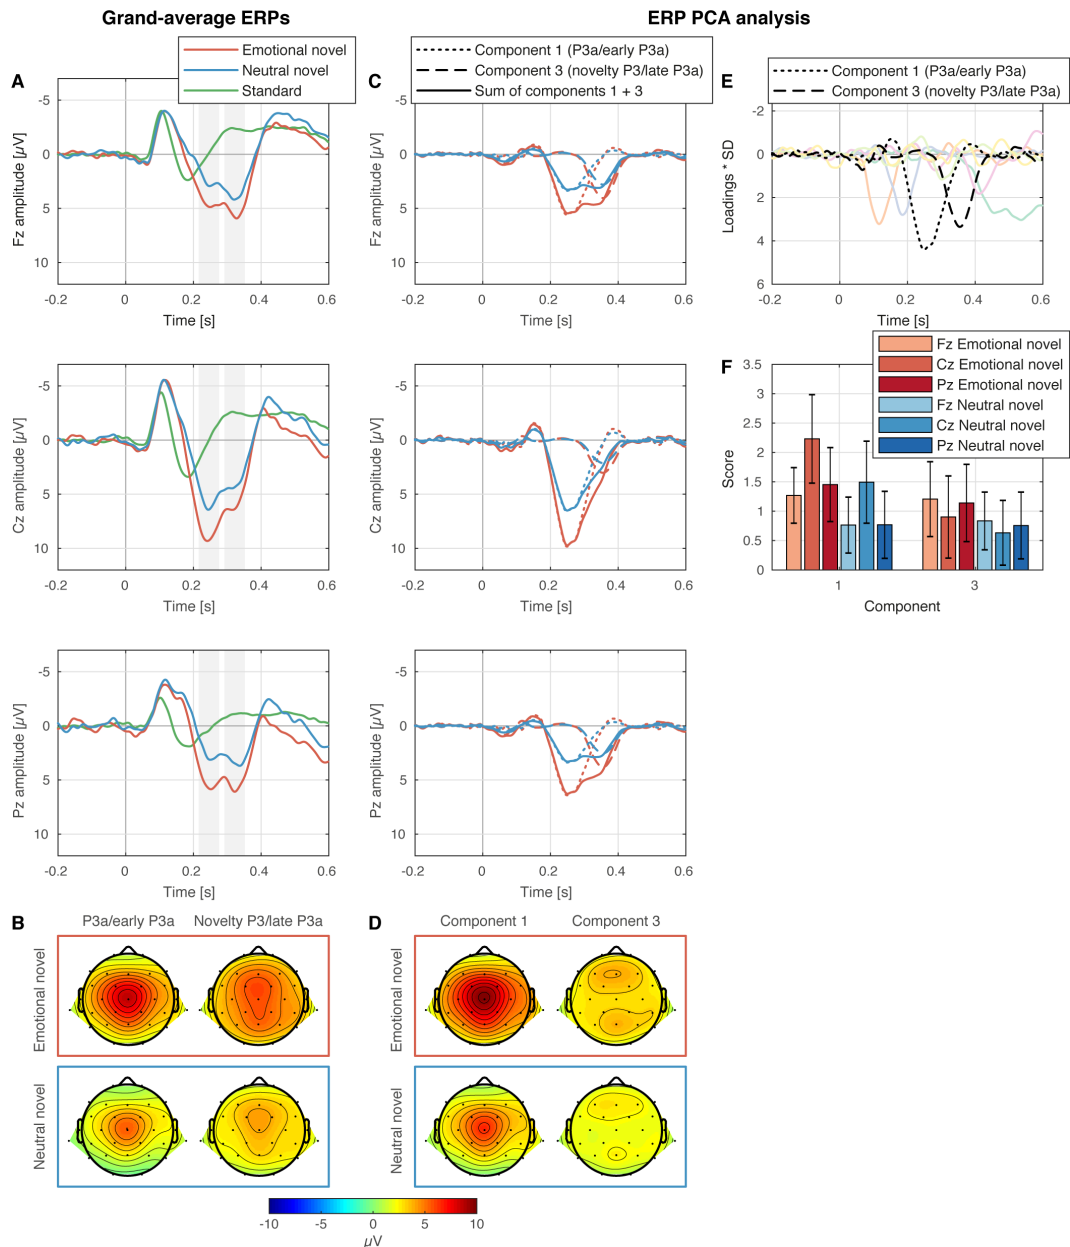 Grand-average ERPs
ERP PCA analysis
A
Emotional novel
Neutral novel
Standard
-5
0
5
10
Fz amplitude [µV]
-0.2 0 0.2 0.4 0.6
Time [s]
C
Component 1 (P3a/early P3a)
Component 3 (novelty P3/late P3a)
Sum of components 1 + 3
-5
0
5
10
Fz amplitude [µV]
-0.2 0 0.2 0.4 0.6
Time [s]
E
Component 1 (P3a/early P3a)
Component 3 (novelty P3/late P3a)
-2
0
2
4
6
Loadings * SD
-0.2 0 0.2 0.4 0.6
Time [s]
-5
0
5
10
Cz amplitude [µV]
-0.2 0 0.2 0.4 0.6
Time [s]
-5
0
5
10
Cz amplitude [µV]
-0.2 0 0.2 0.4 0.6
Time [s]
F
Fz Emotional novel
Cz Emotional novel
Pz Emotional novel
Fz Neutral novel
Cz Neutral novel
Pz Neutral novel
3.5
3
2.5
2
1.5
1
0.5
0
Score
1 3
Component
-5
0
5
10
Pz amplitude [µV]
-0.2 0 0.2 0.4 0.6
Time [s]
-5
0
5
10
Pz amplitude [µV]
-0.2 0 0.2 0.4 0.6
Time [s]
B
P3a/early P3a Novelty P3/late P3a
Emotional novel
Neutral novel
D
Component 1 Component 3
Emotional novel
Neutral novel
-10 -5 0 5 10
µV